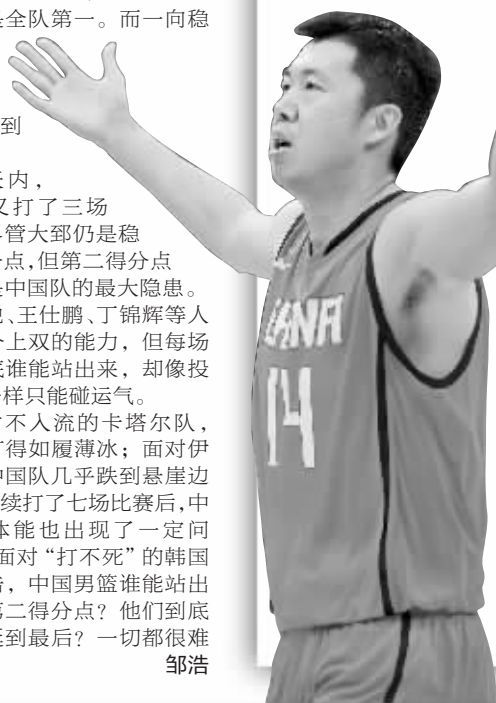 全队第一。而一向稳
到
内，
又打了三场
管大郅仍是稳
点，但第二得分点
是中国队的最大隐患。
、王仕鹏、丁锦辉等人
上双的能力，但每场
谁能站出来，却像投
样只能碰运气。
不入流的卡塔尔队，
打得如履薄冰；面对伊
中国队几乎跌到悬崖边
续打了七场比赛后，中
体能也出现了一定问
面对“打不死”的韩国
，中国男篮谁能站出
第二得分点？他们到底
到最后？一切都很难
邹浩
14